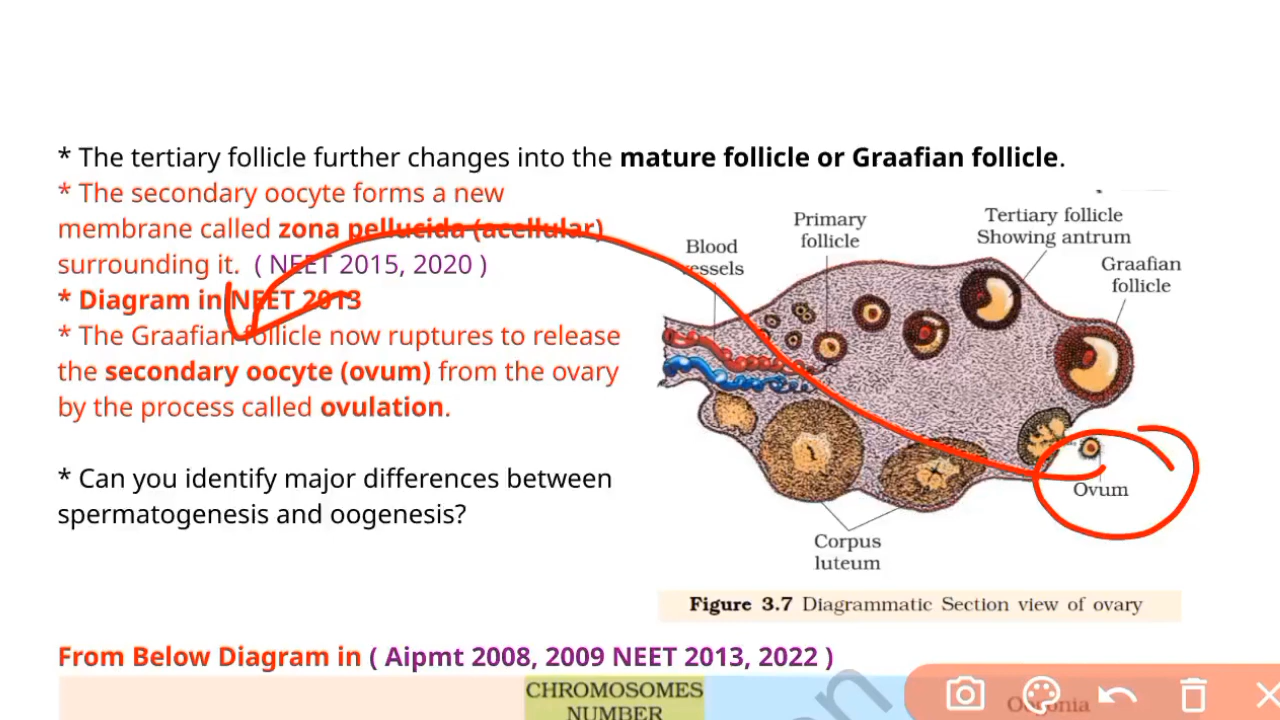 * The tertiary follicle further changes into the mature follicle or Graafian follicle.
* The secondary oocyte forms a new
membrane called zona pellucida (acellular)
surrounding it. ( NEET 2015, 2020 )
* Diagram in NEET 2013
* The Graafian follicle now ruptures to release
the secondary oocyte (ovum) from the ovary
by the process called ovulation.
* Can you identify major differences between
spermatogenesis and oogenesis?
Blood
vessels
Primary
follicle
Tertiary follicle
Showing antrum
Graafian
follicle
Ovum
Corpus
luteum
Figure 3.7 Diagrammatic Section view of ovary
From Below Diagram in ( Aipmt 2008, 2009 NEET 2013, 2022 )
CHROMOSOMES
NUMBER
Oogonia